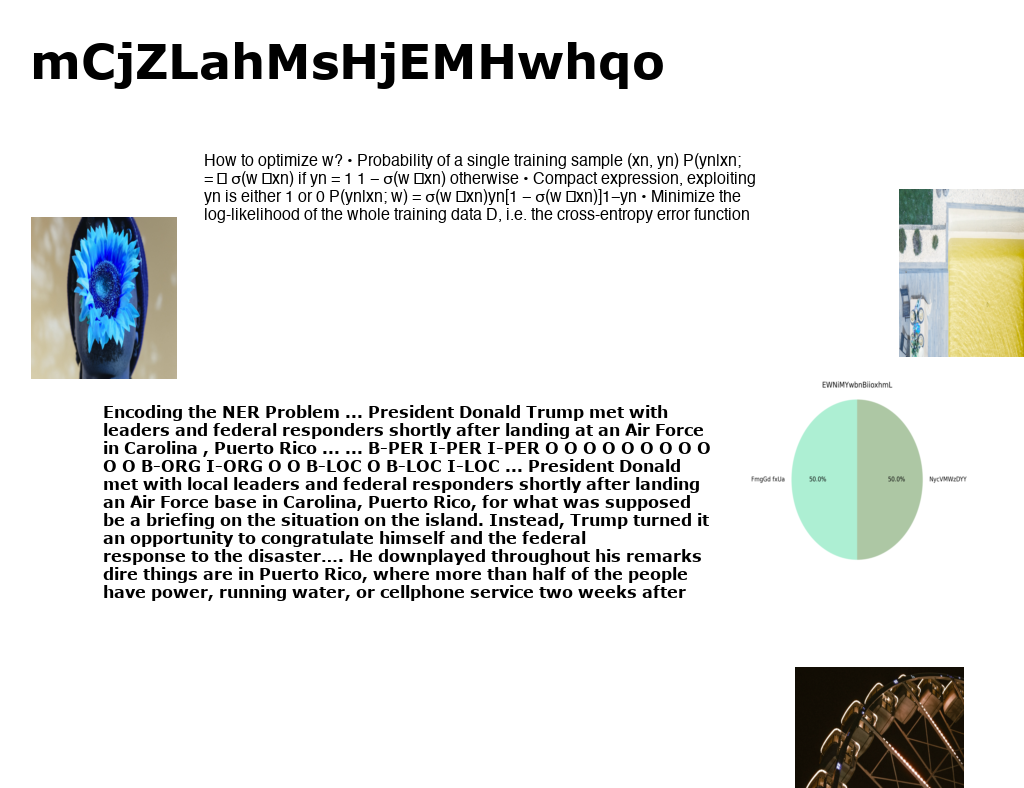 mCjZLahMsHjEMHwhqo
How to optimize w? • Probability of a single training sample (xn, yn) P(yn|xn;
= □ σ(w □xn) if yn = 1 1 – σ(w □xn) otherwise • Compact expression, exploiting
yn is either 1 or 0 P(yn|xn; w) = σ(w □xn)yn[1 – σ(w □xn)]1–yn • Minimize the
log-likelihood of the whole training data D, i.e. the cross-entropy error function
EWNiMYwbnBiioxhmL
FmgGd fxUa 50.0% 50.0% NycVMWzDYY
Encoding the NER Problem ... President Donald Trump met with
leaders and federal responders shortly after landing at an Air Force
in Carolina , Puerto Rico ... ... B-PER I-PER I-PER O O O O O O O O O
O O B-ORG I-ORG O O B-LOC O B-LOC I-LOC ... President Donald
met with local leaders and federal responders shortly after landing
an Air Force base in Carolina, Puerto Rico, for what was supposed
be a briefing on the situation on the island. Instead, Trump turned it
an opportunity to congratulate himself and the federal
response to the disaster.... He downplayed throughout his remarks
dire things are in Puerto Rico, where more than half of the people
have power, running water, or cellphone service two weeks after